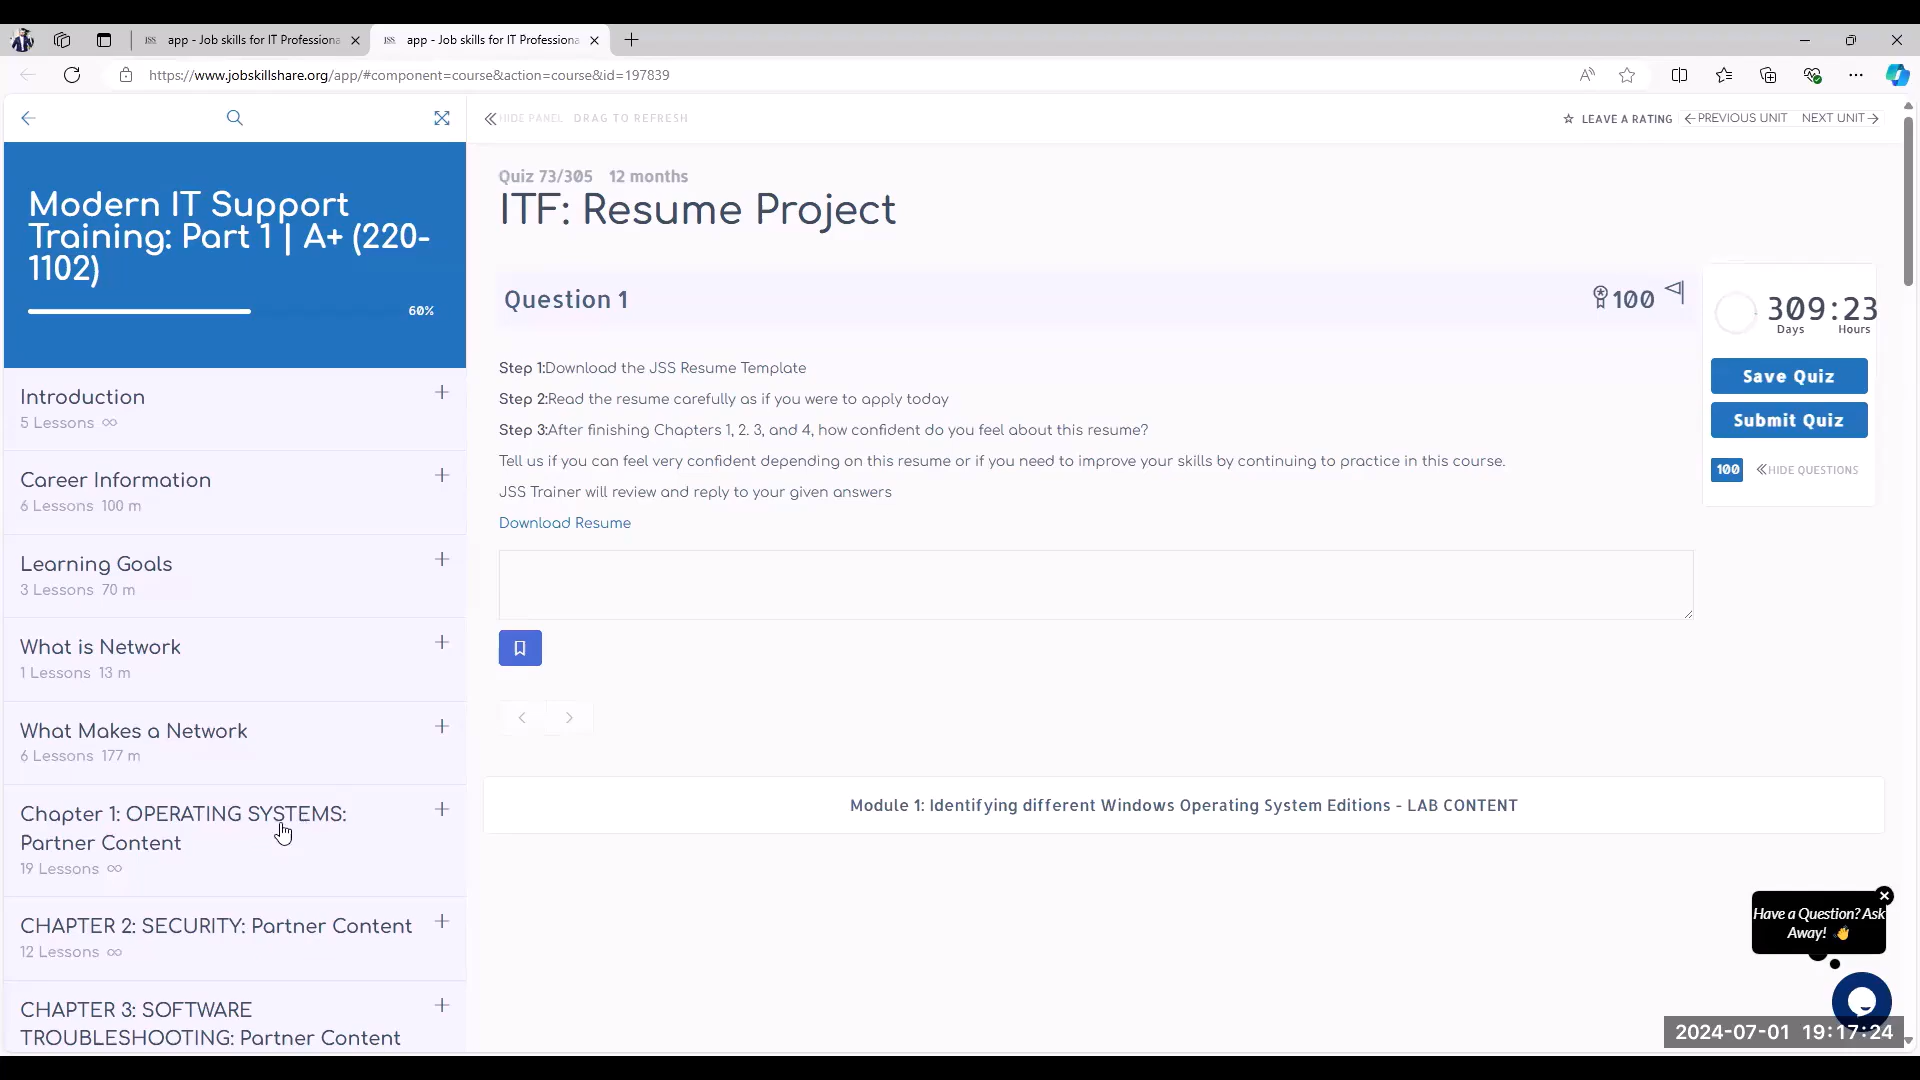 app - Job skills for IT Professiona
app - Job skills for IT Professiona
https://www.jobskillshare.org/app/#component=course&action=course&id=197839
HIDE PANEL DRAG TO REFRESH
LEAVE A RATING
PREVIOUS UNIT NEXT UNIT
Modern IT Support
Training: Part 1 | A+ (220-
1102)
60%
Introduction
5 Lessons ∞
Career Information
6 Lessons 100 m
Learning Goals
3 Lessons 70 m
What is Network
1 Lessons 13 m
What Makes a Network
6 Lessons 177 m
Chapter 1: OPERATING SYSTEMS:
Partner Content
19 Lessons ∞
CHAPTER 2: SECURITY: Partner Content
12 Lessons ∞
CHAPTER 3: SOFTWARE
TROUBLESHOOTING: Partner Content
Quiz 73/305 12 months
ITF: Resume Project
Question 1
100
Step 1:Download the JSS Resume Template
Step 2:Read the resume carefully as if you were to apply today
Step 3:After finishing Chapters 1, 2. 3, and 4, how confident do you feel about this resume?
Tell us if you can feel very confident depending on this resume or if you need to improve your skills by continuing to practice in this course.
JSS Trainer will review and reply to your given answers
Download Resume
Module 1: Identifying different Windows Operating System Editions - LAB CONTENT
309:23
Days Hours
Save Quiz
Submit Quiz
100 HIDE QUESTIONS
Have a Question? Ask
Away! 👋
2024-07-01 19:17:24